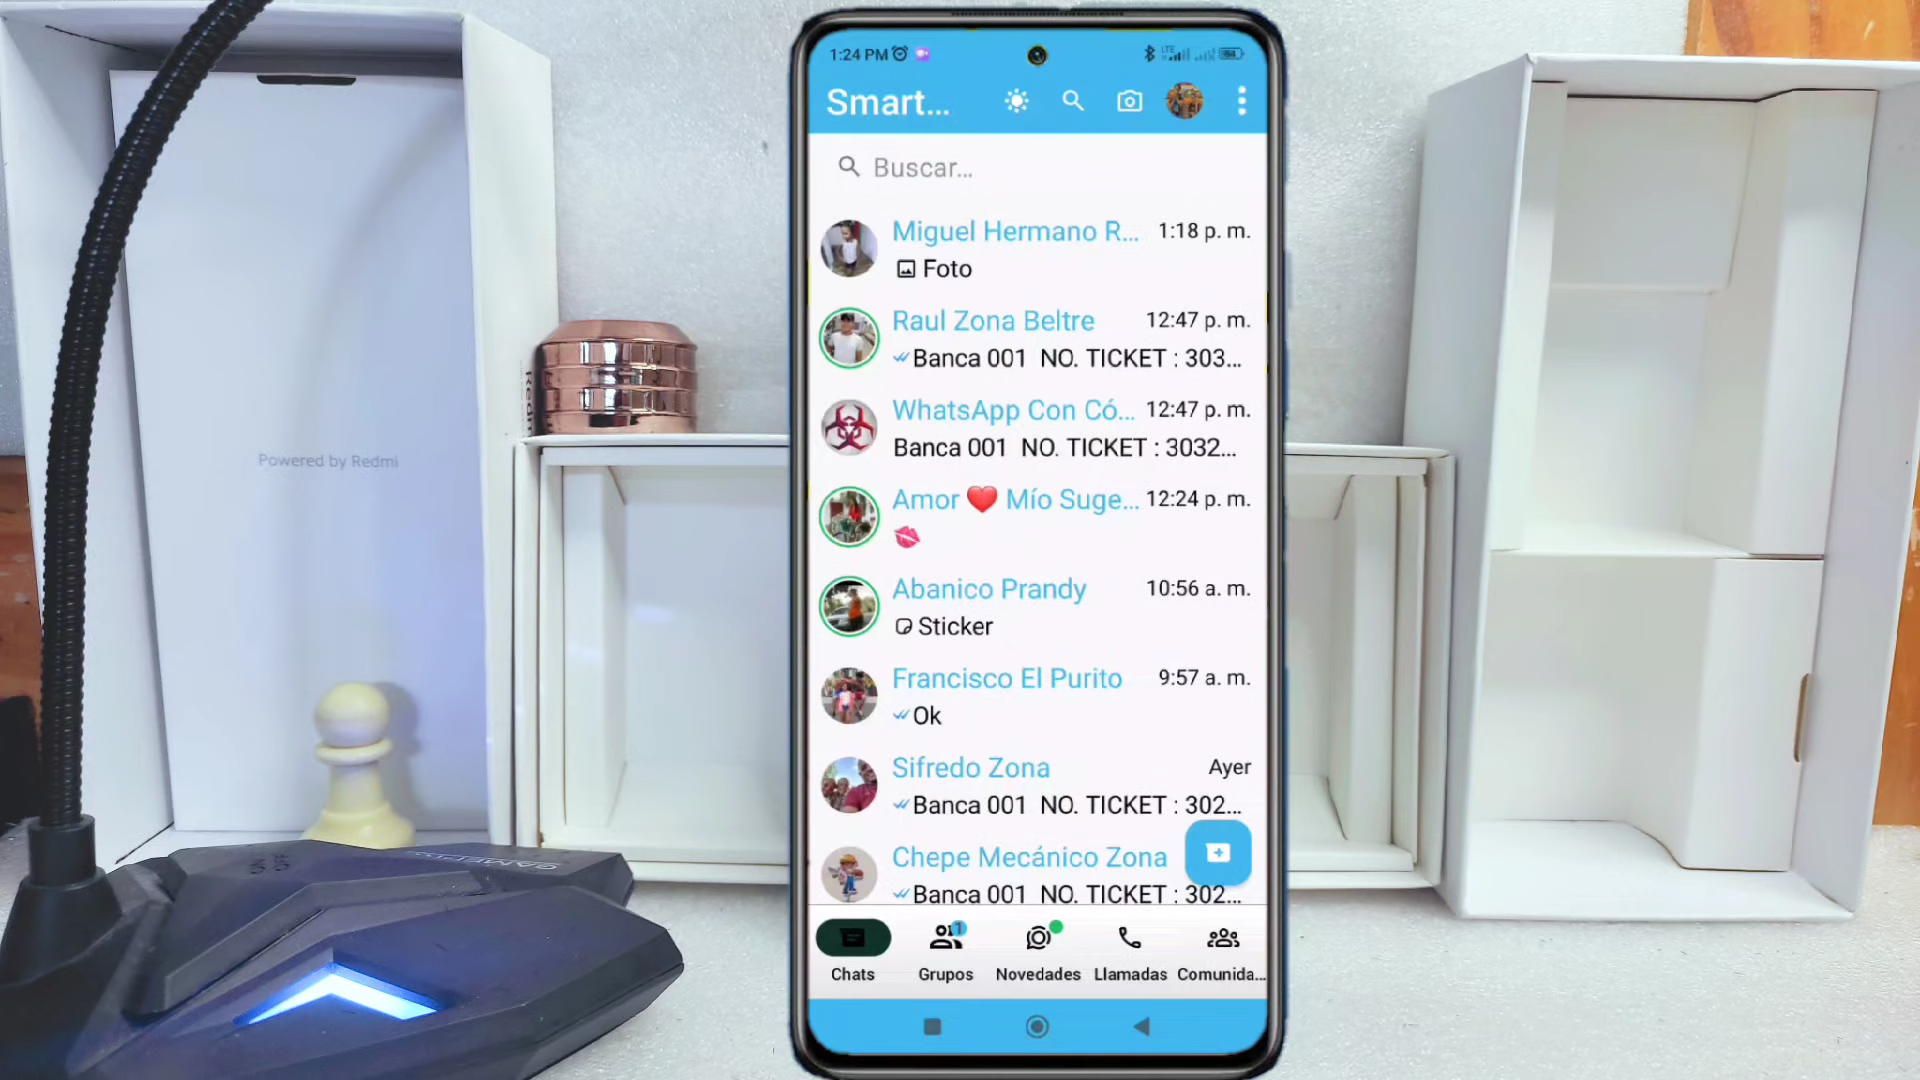 1:24 PM
LTE
Smart...
Buscar...
Miguel Hermano R... 1:18 p. m.
Foto
Raul Zona Beltre 12:47 p. m.
Banca 001 NO. TICKET : 303...
WhatsApp Con Có... 12:47 p. m.
Banca 001 NO. TICKET : 3032...
Amor ❤️ Mío Suge... 12:24 p. m.
💋
Abanico Prandy 10:56 a. m.
Sticker
Francisco El Purito 9:57 a. m.
Ok
Sifredo Zona Ayer
Banca 001 NO. TICKET : 302...
Chepe Mecánico Zona
Banca 001 NO. TICKET : 302...
1
Chats Grupos Novedades Llamadas Comunida...
Powered by Redmi